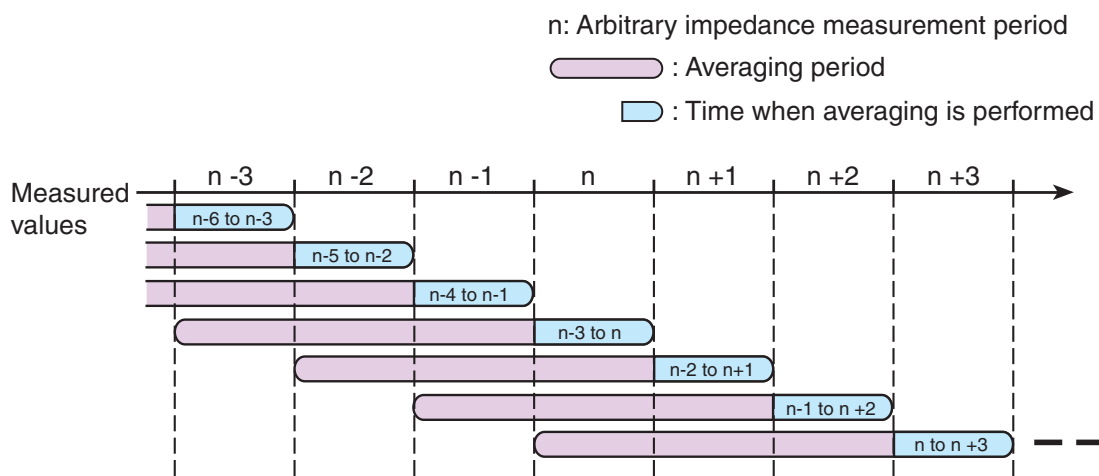 n: Arbitrary impedance measurement period
: Averaging period
: Time when averaging is performed
n -3 n -2 n -1 n n +1 n +2 n +3
Measured
values
n-6 to n-3
n-5 to n-2
n-4 to n-1
n-3 to n
n-2 to n+1
n-1 to n +2
n to n +3